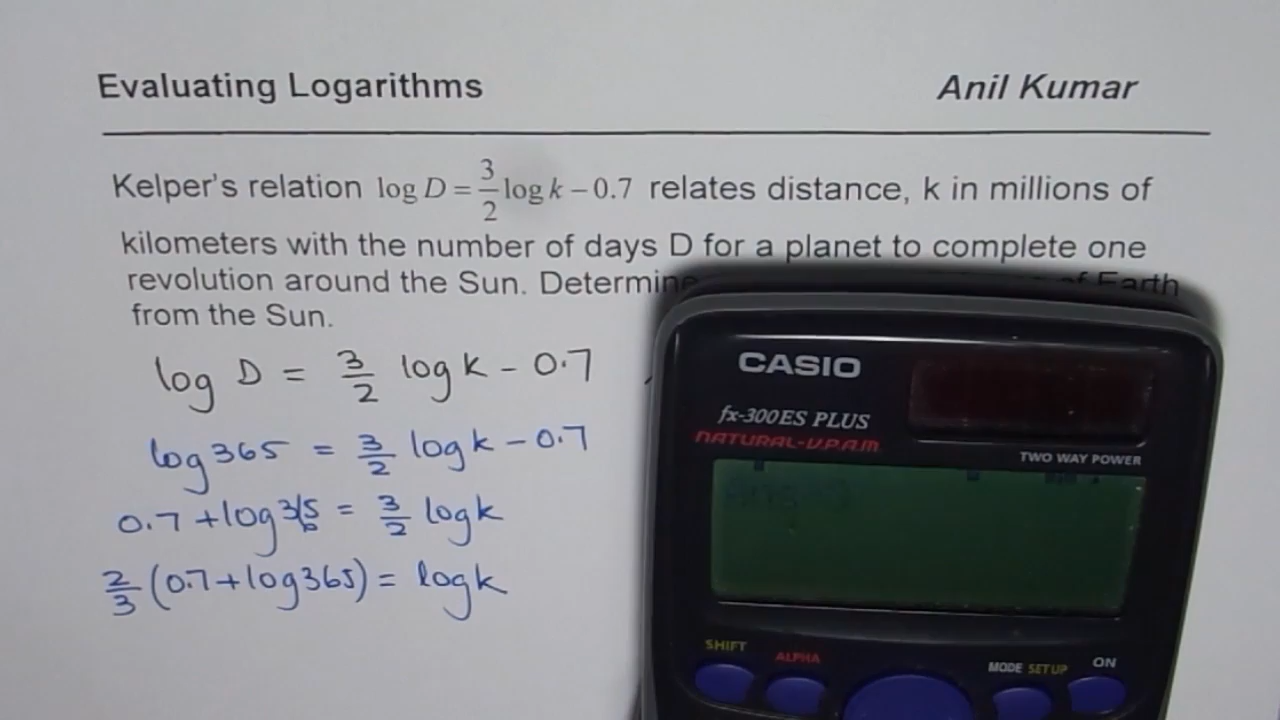 Evaluating Logarithms Anil Kumar
Kelper's relation log D = 3/2 log k − 0.7 relates distance, k in millions of
kilometers with the number of days D for a planet to complete one
revolution around the Sun. Determine of Earth
from the Sun.
log D = 3/2 log k - 0.7
log 365 = 3/2 log k - 0.7
0.7 + log 365 = 3/2 log k
2/3 (0.7 + log 365) = log k
CASIO
fx-300ES PLUS
NATURAL-V.P.A.M.
TWO WAY POWER
SHIFT
ALPHA
MODE SETUP ON